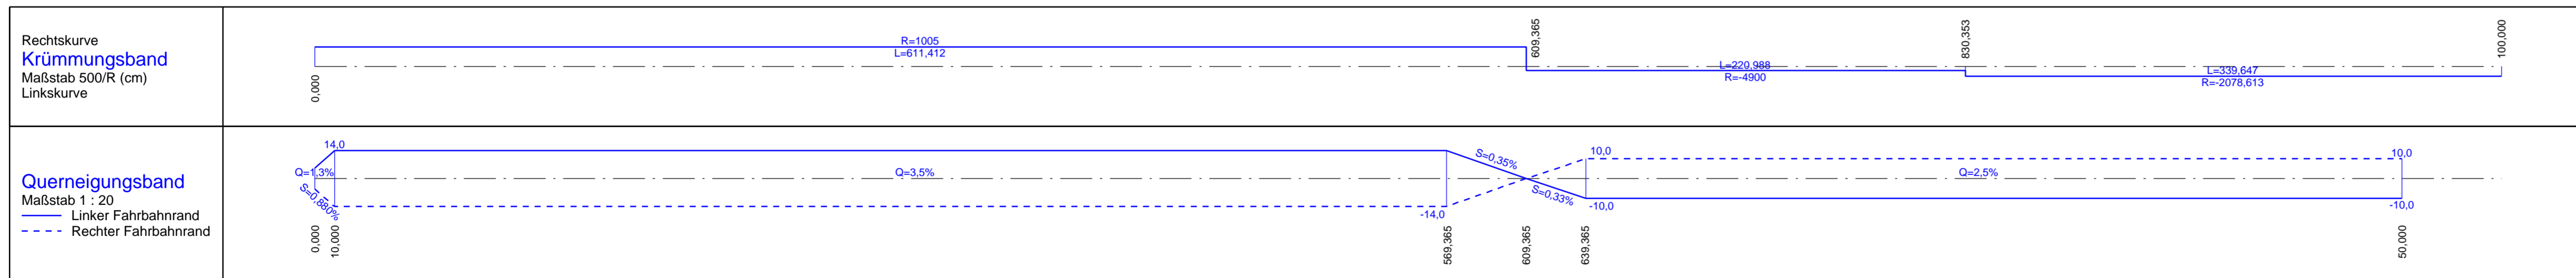 Rechtskurve
Krümmungsband
Maßstab 500/R (cm)
Linkskurve
0,000
R=1005
L=611,412
609,365
L=220,988
R=-4900
830,353
L=339,647
R=-2078,613
100,000
Querneigungsband
Maßstab 1 : 20
Linker Fahrbahnrand
Rechter Fahrbahnrand
14,0
Q=1,3%
S=0,880%
Q=3,5%
-14,0
S=0,35%
S=0,33%
10,0
-10,0
Q=2,5%
10,0
-10,0
0,000
10,000
569,365
609,365
639,365
50,000